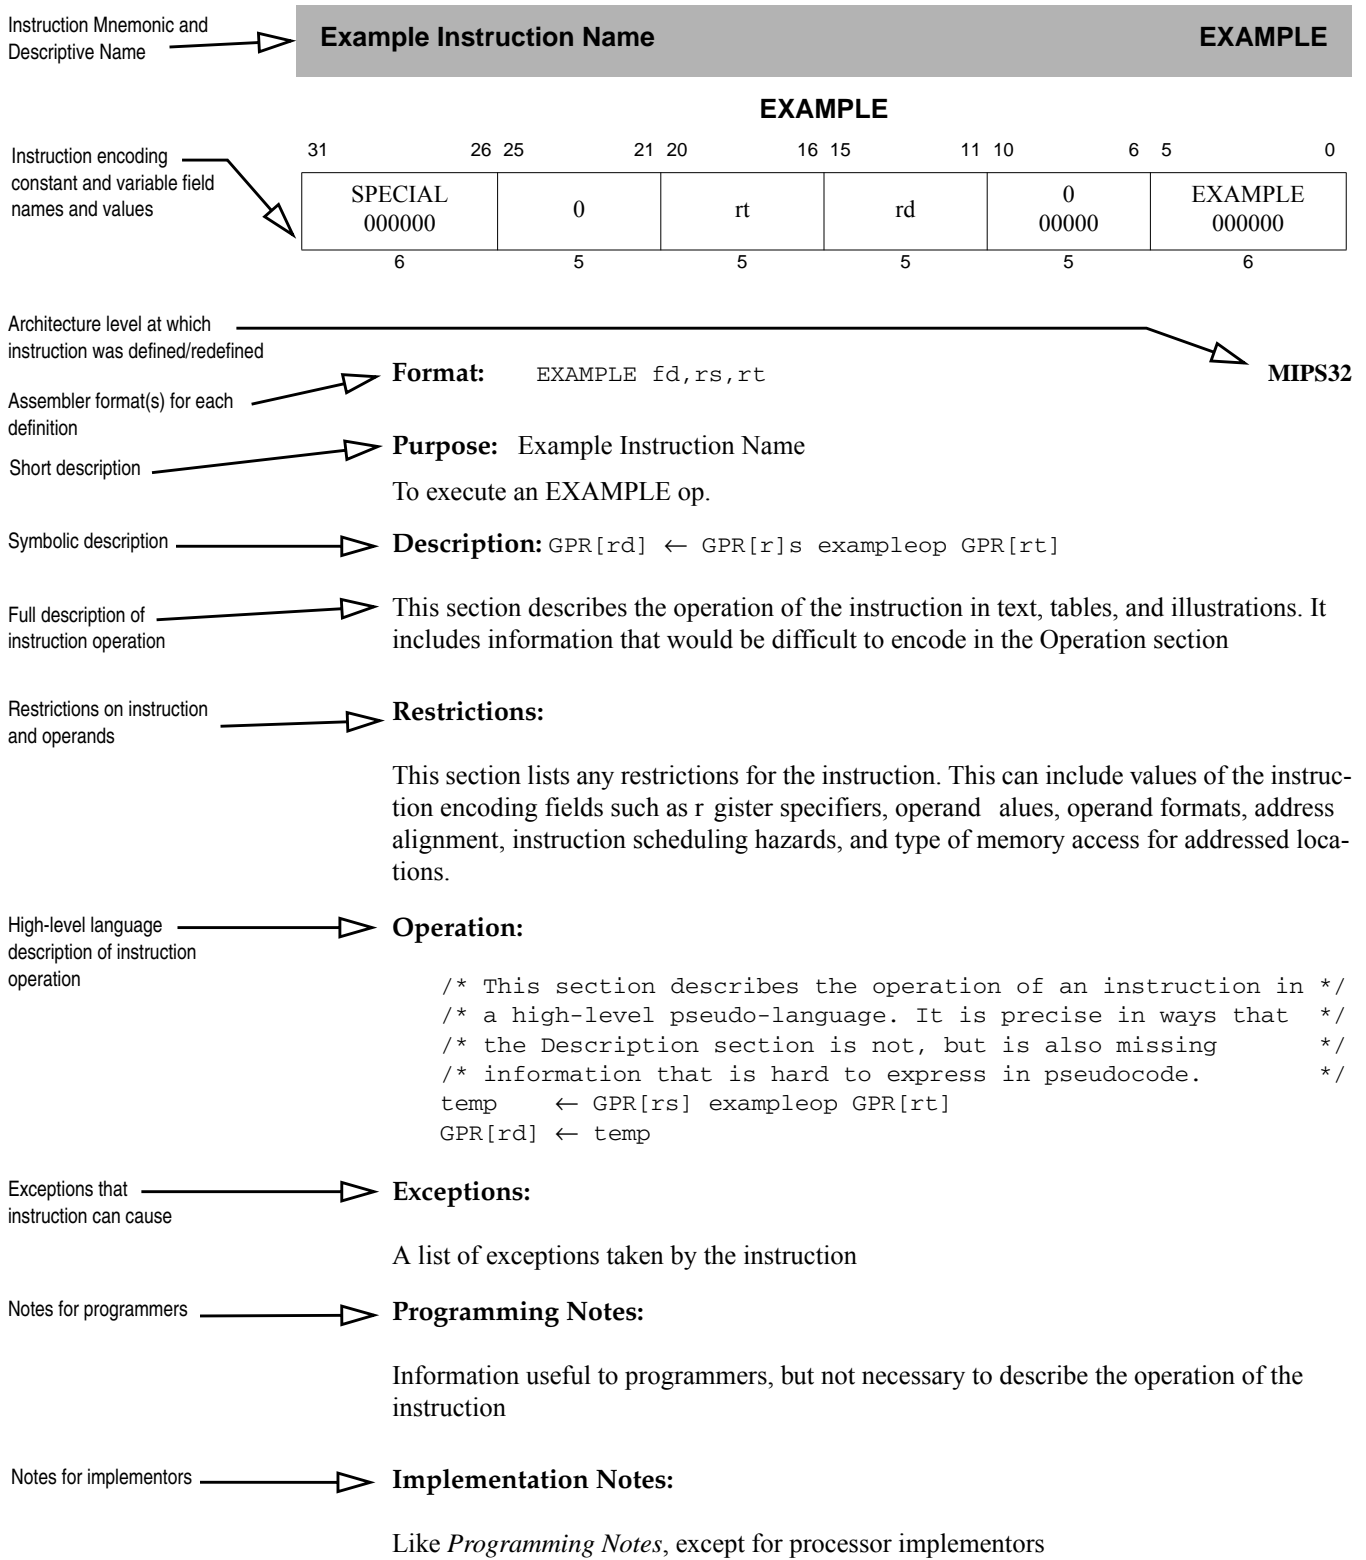 Instruction Mnemonic and
Descriptive Name
Example Instruction Name EXAMPLE
EXAMPLE
31 26 25 21 20 16 15 11 10 6 5 0
Instruction encoding
constant and variable field
names and values
SPECIAL
000000
0
rt
rd
0
00000
EXAMPLE
000000
6 5 5 5 5 6
Architecture level at which
instruction was defined/redefined
Format: EXAMPLE fd,rs,rt MIPS32
Assembler format(s) for each
definition
Purpose: Example Instruction Name
Short description
To execute an EXAMPLE op.
Symbolic description
Description: GPR[rd] ← GPR[r]s exampleop GPR[rt]
Full description of
instruction operation
This section describes the operation of the instruction in text, tables, and illustrations. It
includes information that would be difficult to encode in the Operation section
Restrictions on instruction
and operands
Restrictions:
This section lists any restrictions for the instruction. This can include values of the instruc-
tion encoding fields such as r gister specifiers, operand alues, operand formats, address
alignment, instruction scheduling hazards, and type of memory access for addressed loca-
tions.
High-level language
description of instruction
operation
Operation:
/* This section describes the operation of an instruction in */
/* a high-level pseudo-language. It is precise in ways that */
/* the Description section is not, but is also missing */
/* information that is hard to express in pseudocode. */
temp ← GPR[rs] exampleop GPR[rt]
GPR[rd] ← temp
Exceptions that
instruction can cause
Exceptions:
A list of exceptions taken by the instruction
Notes for programmers
Programming Notes:
Information useful to programmers, but not necessary to describe the operation of the
instruction
Notes for implementors
Implementation Notes:
Like Programming Notes, except for processor implementors